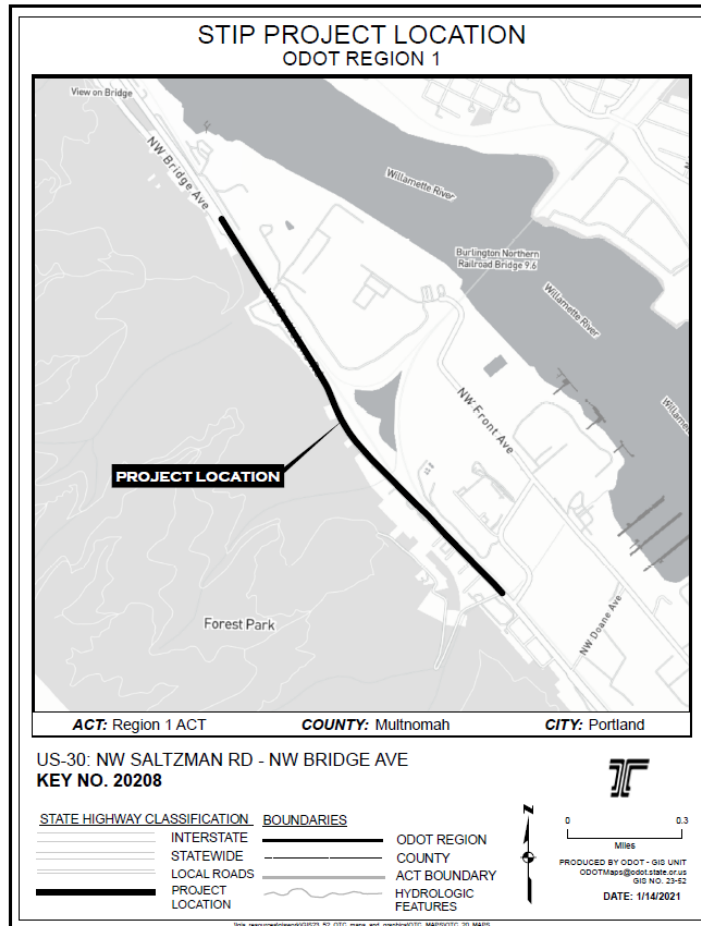 STIP PROJECT LOCATION
ODOT REGION 1
View on Bridge
NW Bridge Ave
Willamette River
Burlington Northern
Railroad Bridge 9.6
Willamette River
NW Front Ave
PROJECT LOCATION
Forest Park
NW Doane Ave
ACT: Region 1 ACT COUNTY: Multnomah CITY: Portland
US-30: NW SALTZMAN RD - NW BRIDGE AVE
KEY NO. 20208
STATE HIGHWAY CLASSIFICATION
INTERSTATE
STATEWIDE
LOCAL ROADS
PROJECT
LOCATION
BOUNDARIES
ODOT REGION
COUNTY
ACT BOUNDARY
HYDROLOGIC
FEATURES
N
0 0.3
Miles
PRODUCED BY ODOT - GIS UNIT
ODOTMaps@odot.state.or.us
GIS NO. 23-52
DATE: 1/14/2021